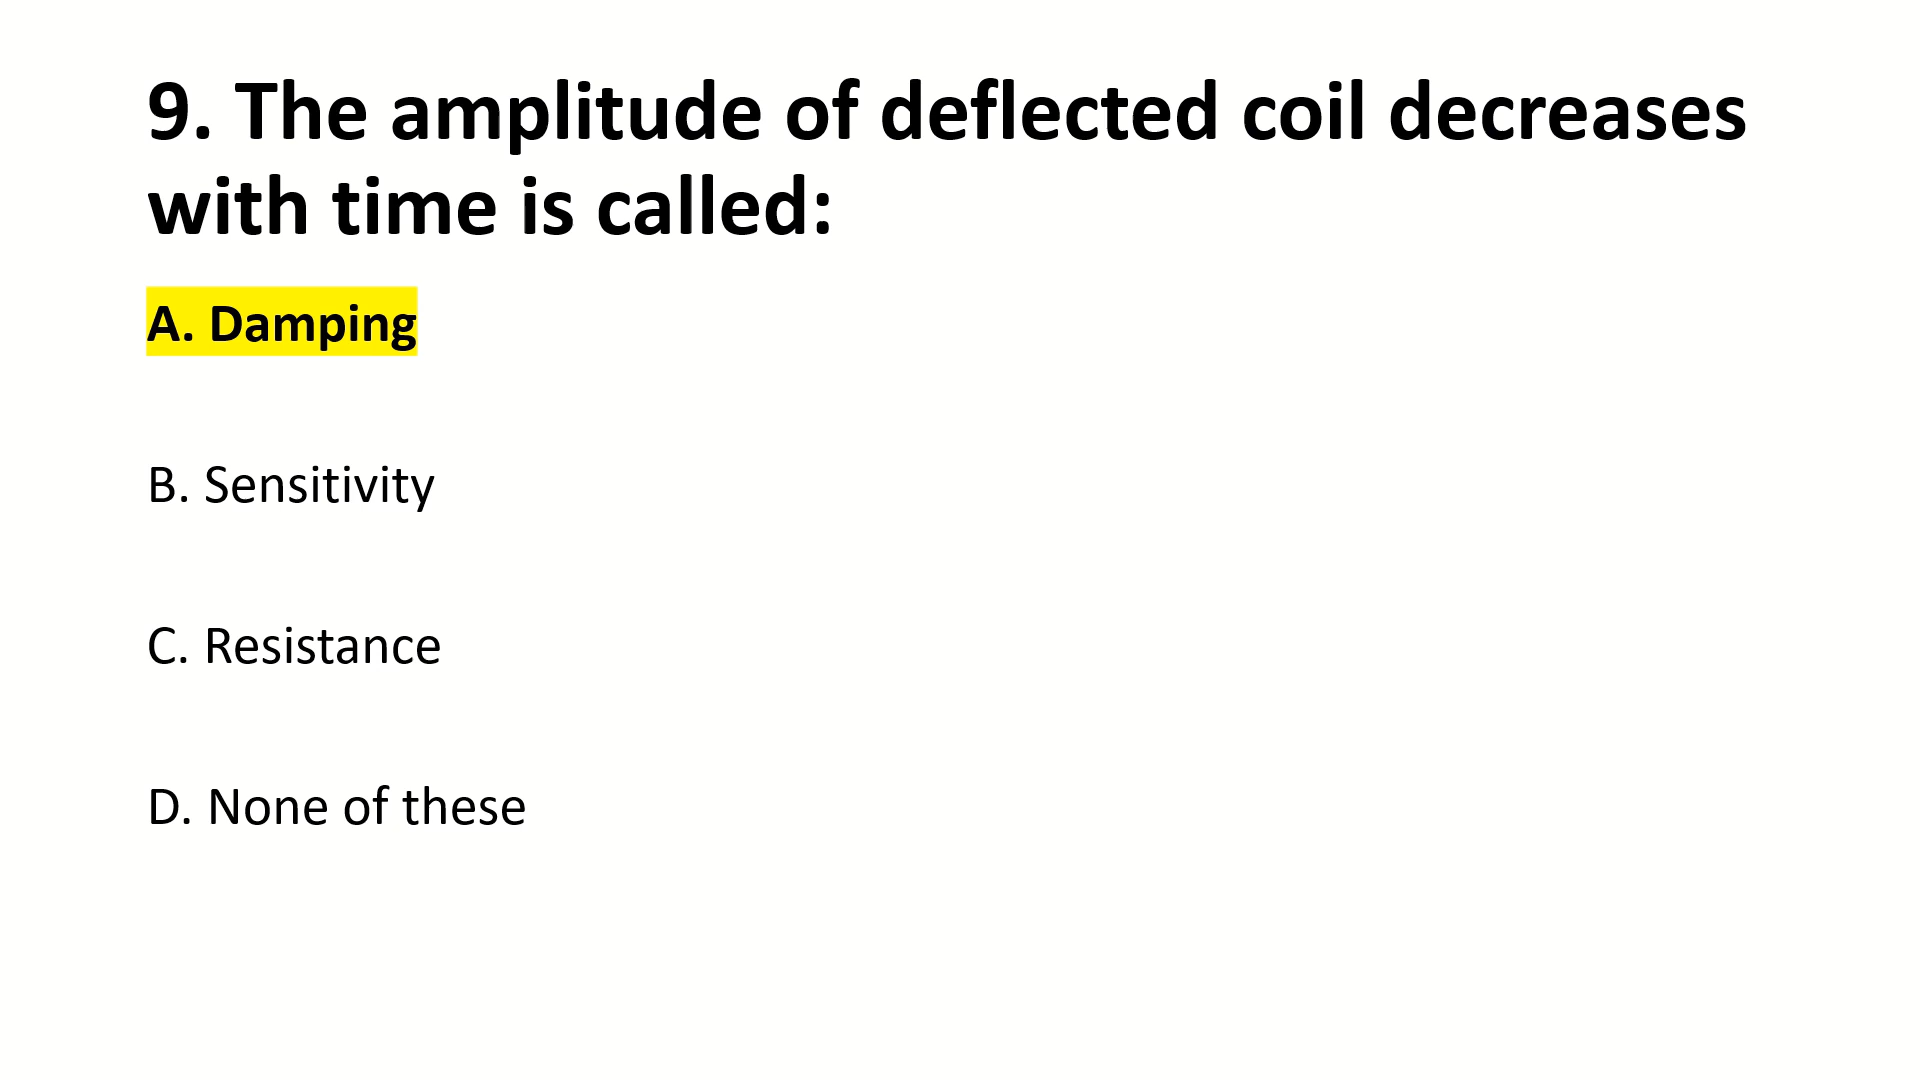 9. The amplitude of deflected coil decreases
with time is called:
A. Damping
B. Sensitivity
C. Resistance
D. None of these